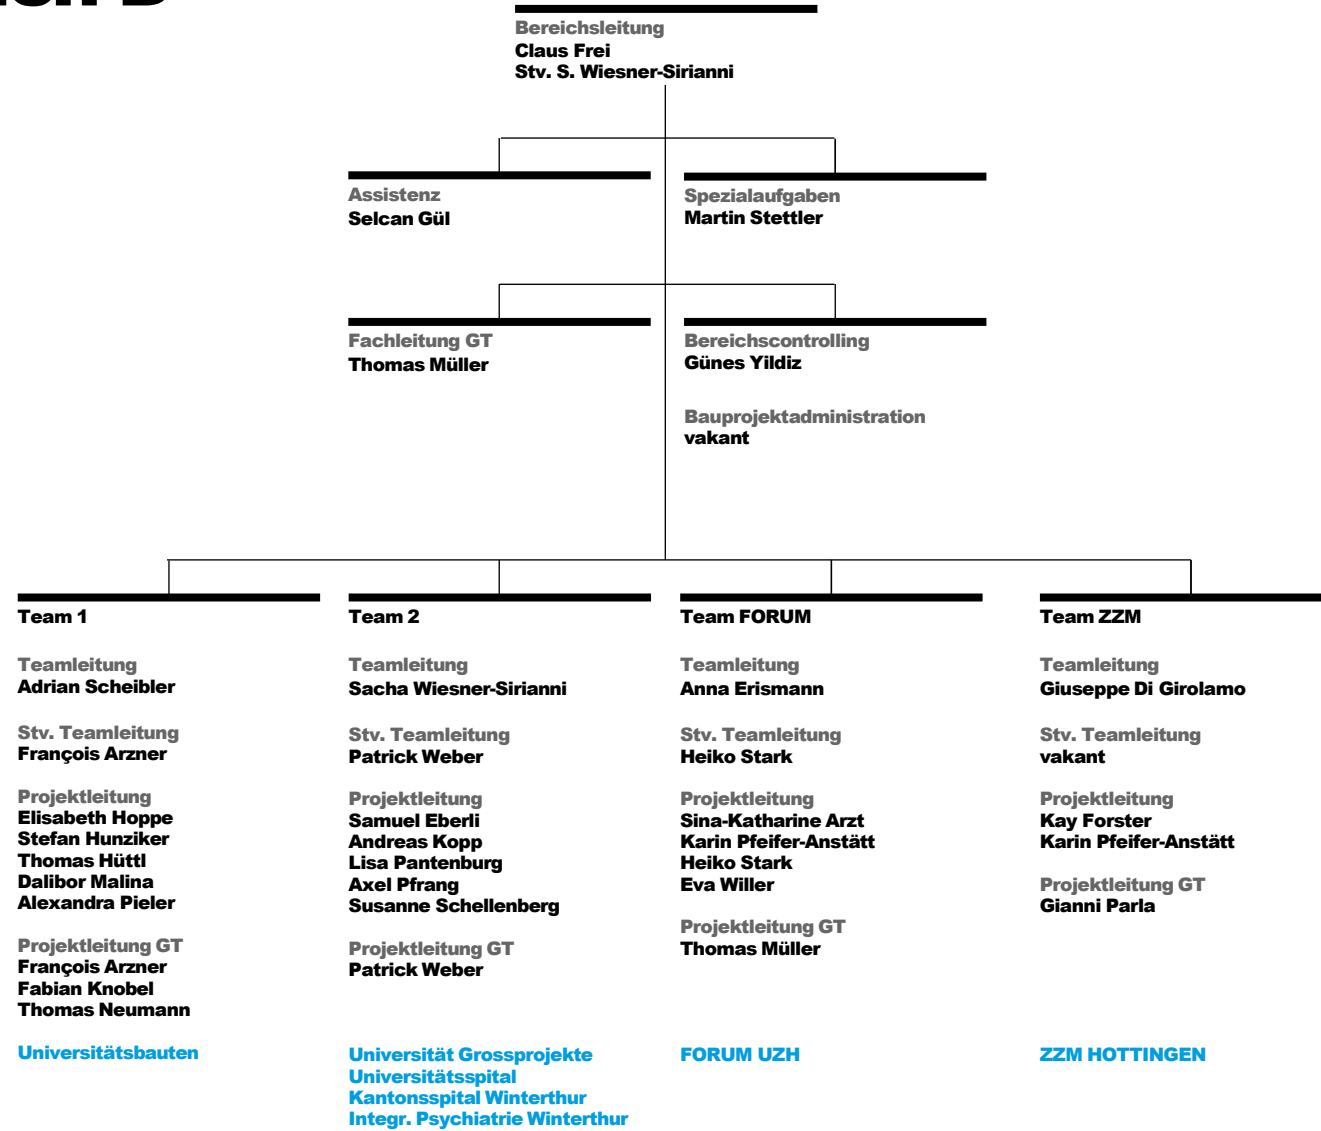 Bereichsleitung
Claus Frei
Stv. S. Wiesner-Sirianni
Assistenz
Selcan Gül
Spezialaufgaben
Martin Stettler
Fachleitung GT
Thomas Müller
Bereichscontrolling
Günes Yildiz
Bauprojektadministration
vakant
Team 1
Teamleitung
Adrian Scheibler
Stv. Teamleitung
François Arzner
Projektleitung
Elisabeth Hoppe
Stefan Hunziker
Thomas Hüttl
Dalibor Malina
Alexandra Pieler
Projektleitung GT
François Arzner
Fabian Knobel
Thomas Neumann
Universitätsbauten
Team 2
Teamleitung
Sacha Wiesner-Sirianni
Stv. Teamleitung
Patrick Weber
Projektleitung
Samuel Eberli
Andreas Kopp
Lisa Pantenburg
Axel Pfrang
Susanne Schellenberg
Projektleitung GT
Patrick Weber
Universität Grossprojekte
Universitätsspital
Kantonsspital Winterthur
Integr. Psychiatrie Winterthur
Team FORUM
Teamleitung
Anna Erismann
Stv. Teamleitung
Heiko Stark
Projektleitung
Sina-Katharine Arzt
Karin Pfeifer-Anstätt
Heiko Stark
Eva Willer
Projektleitung GT
Thomas Müller
FORUM UZH
Team ZZM
Teamleitung
Giuseppe Di Girolamo
Stv. Teamleitung
vakant
Projektleitung
Kay Forster
Karin Pfeifer-Anstätt
Projektleitung GT
Gianni Parla
ZZM HOTTINGEN